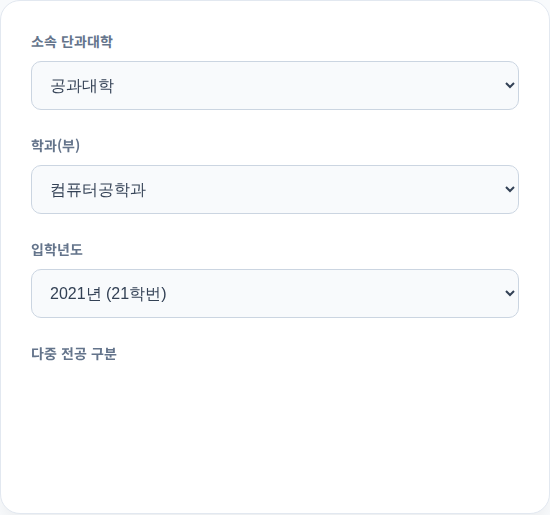 소속 단과대학
공과대학
학과(부)
컴퓨터공학과
입학년도
2021년 (21학번)
다중 전공 구분